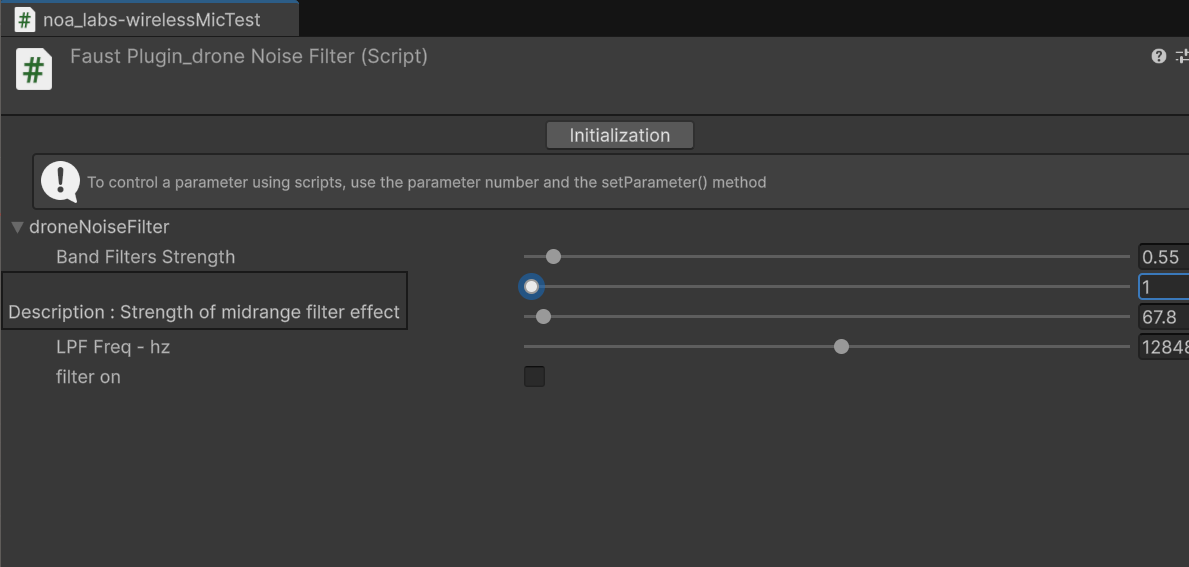 noa_labs-wirelessMicTest
Faust Plugin_drone Noise Filter (Script)
Initialization
To control a parameter using scripts, use the parameter number and the setParameter() method
droneNoiseFilter
Band Filters Strength
0.55
1
Description : Strength of midrange filter effect
67.8
LPF Freq - hz
12848
filter on